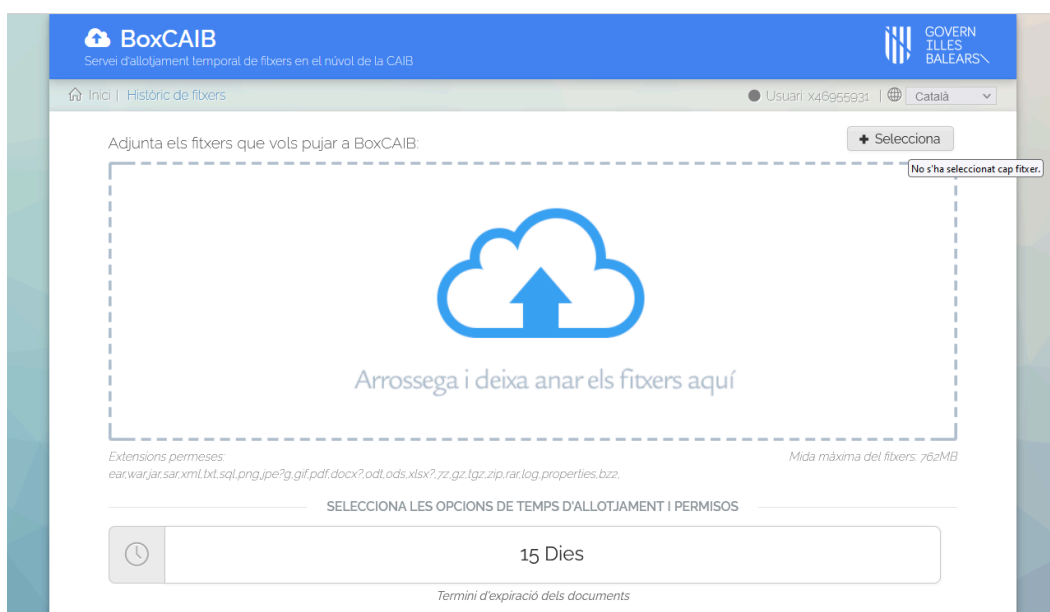 BoxCAIB
Servei d'allotjament temporal de fitxers en el núvol de la CAIB
GOVERN
ILLES
BALEARS
Inici | Històric de fitxers
Usuari x46955931 | Català
Adjunta els fitxers que vols pujar a BoxCAIB:
+ Selecciona
No s'ha seleccionat cap fitxer.
Arrossega i deixa anar els fitxers aquí
Extensions permeses:
Mida màxima del fitxers: 762MB
ear,war,jar,sar,xml,txt,sql,png,jpe?g,gif,pdf,docx?,odt,ods,xlsx?,7z,gz,tgz,zip,rar,log,properties,bz2,
SELECCIONA LES OPCIONS DE TEMPS D'ALLOTJAMENT I PERMISOS
15 Dies
Termini d'expiració dels documents